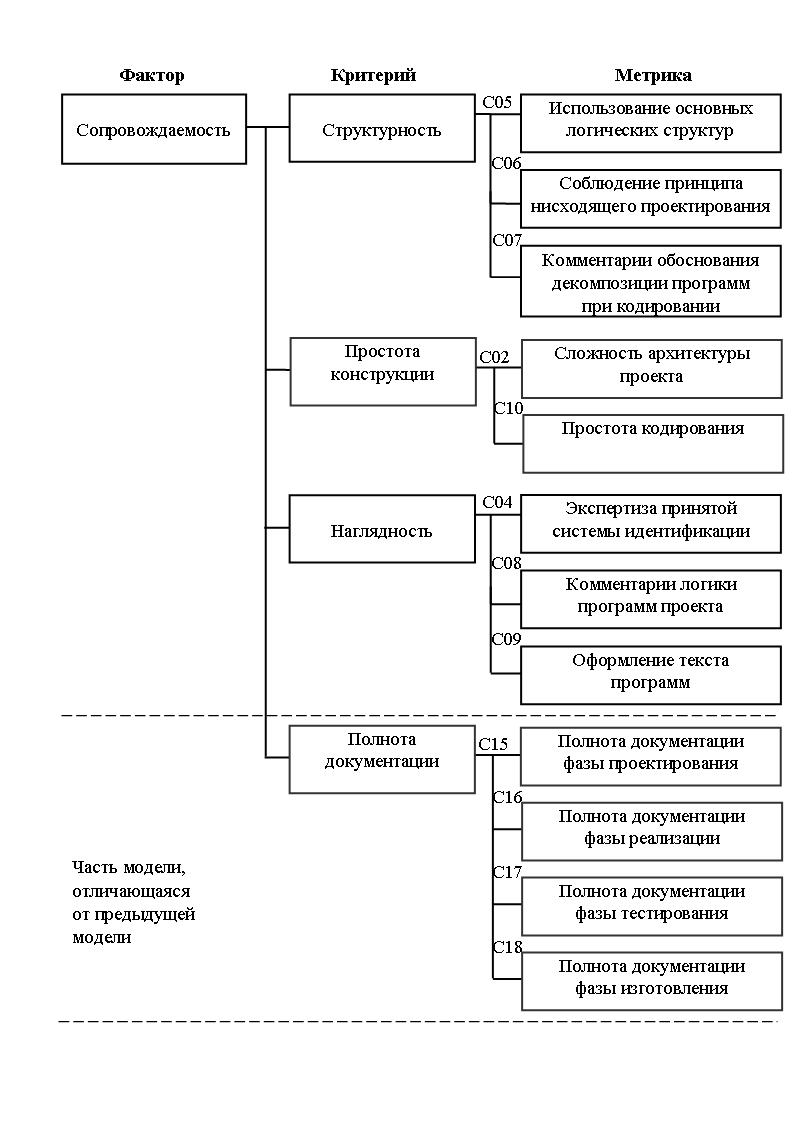 Фактор
Критерий
Метрика
Сопровождаемость
Структурность
С05
Использование основных
логических структур
С06
Соблюдение принципа
нисходящего проектирования
С07
Комментарии обоснования
декомпозиции программ
при кодировании
Простота
конструкции
С02
Сложность архитектуры
проекта
С10
Простота кодирования
Наглядность
С04
Экспертиза принятой
системы идентификации
С08
Комментарии логики
программ проекта
С09
Оформление текста
программ
Полнота
документации
С15
Полнота документации
фазы проектирования
С16
Полнота документации
фазы реализации
С17
Полнота документации
фазы тестирования
С18
Полнота документации
фазы изготовления
Часть модели,
отличающаяся
от предыдущей
модели